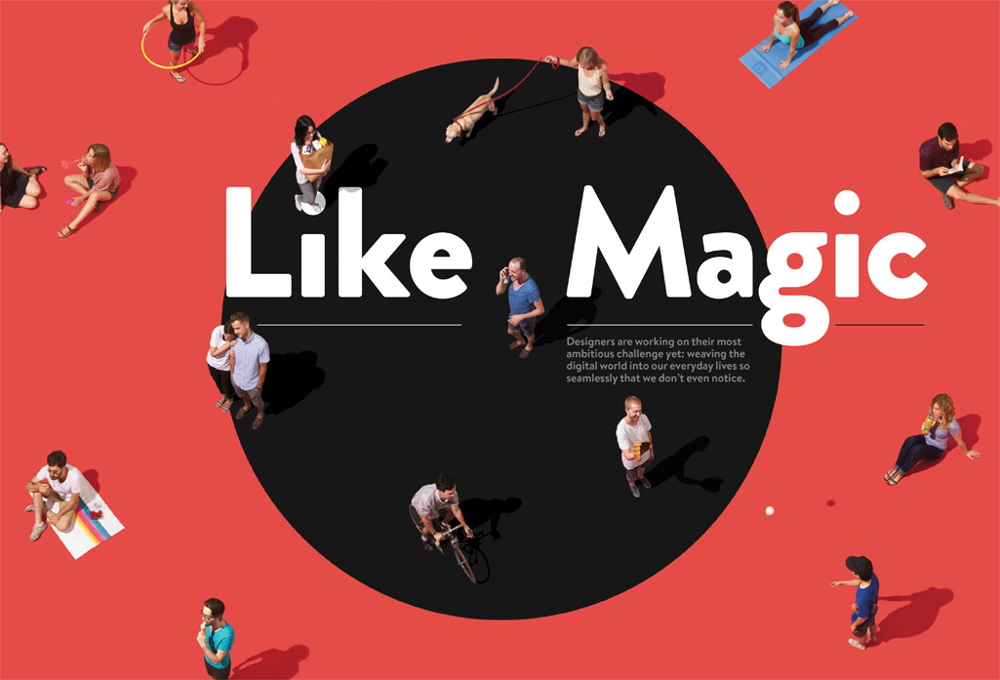 Like Magic
Designers are working on their most
ambitious challenge yet: weaving the
digital world into our everyday lives so
seamlessly that we don't even notice.